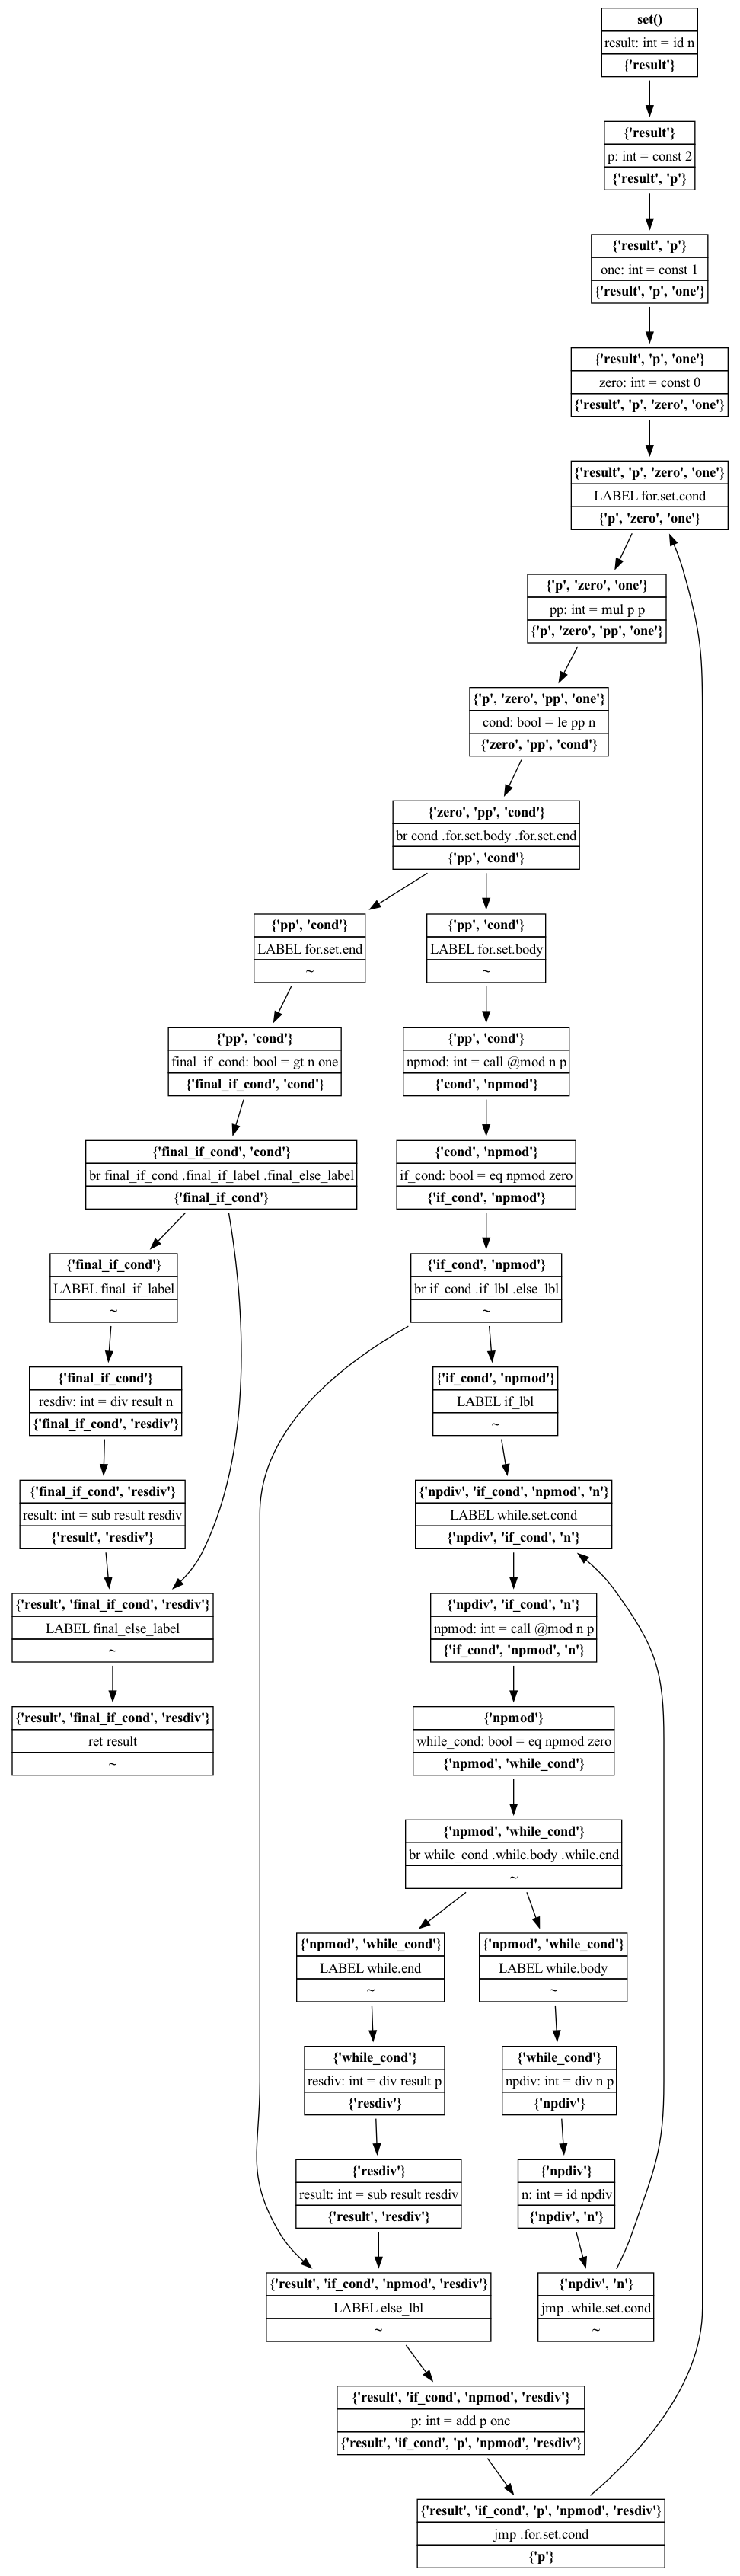 set()
result: int = id n
{'result'}
{'result'}
p: int = const 2
{'result', 'p'}
{'result', 'p'}
one: int = const 1
{'result', 'p', 'one'}
{'result', 'p', 'one'}
zero: int = const 0
{'result', 'p', 'zero', 'one'}
{'result', 'p', 'zero', 'one'}
LABEL for.set.cond
{'p', 'zero', 'one'}
{'p', 'zero', 'one'}
pp: int = mul p p
{'p', 'zero', 'pp', 'one'}
{'p', 'zero', 'pp', 'one'}
cond: bool = le pp n
{'zero', 'pp', 'cond'}
{'zero', 'pp', 'cond'}
br cond .for.set.body .for.set.end
{'pp', 'cond'}
{'pp', 'cond'}
LABEL for.set.end
~
{'pp', 'cond'}
LABEL for.set.body
~
{'pp', 'cond'}
final_if_cond: bool = gt n one
{'final_if_cond', 'cond'}
{'pp', 'cond'}
npmod: int = call @mod n p
{'cond', 'npmod'}
{'final_if_cond', 'cond'}
br final_if_cond .final_if_label .final_else_label
{'final_if_cond'}
{'cond', 'npmod'}
if_cond: bool = eq npmod zero
{'if_cond', 'npmod'}
{'final_if_cond'}
LABEL final_if_label
~
{'if_cond', 'npmod'}
br if_cond .if_lbl .else_lbl
~
{'final_if_cond'}
resdiv: int = div result n
{'final_if_cond', 'resdiv'}
{'if_cond', 'npmod'}
LABEL if_lbl
~
{'final_if_cond', 'resdiv'}
result: int = sub result resdiv
{'result', 'resdiv'}
{'npdiv', 'if_cond', 'npmod', 'n'}
LABEL while.set.cond
{'npdiv', 'if_cond', 'n'}
{'result', 'final_if_cond', 'resdiv'}
LABEL final_else_label
~
{'npdiv', 'if_cond', 'n'}
npmod: int = call @mod n p
{'if_cond', 'npmod', 'n'}
{'result', 'final_if_cond', 'resdiv'}
ret result
~
{'npmod'}
while_cond: bool = eq npmod zero
{'npmod', 'while_cond'}
{'npmod', 'while_cond'}
br while_cond .while.body .while.end
~
{'npmod', 'while_cond'}
LABEL while.end
~
{'npmod', 'while_cond'}
LABEL while.body
~
{'while_cond'}
resdiv: int = div result p
{'resdiv'}
{'while_cond'}
npdiv: int = div n p
{'npdiv'}
{'resdiv'}
result: int = sub result resdiv
{'result', 'resdiv'}
{'npdiv'}
n: int = id npdiv
{'npdiv', 'n'}
{'result', 'if_cond', 'npmod', 'resdiv'}
LABEL else_lbl
~
{'npdiv', 'n'}
jmp .while.set.cond
~
{'result', 'if_cond', 'npmod', 'resdiv'}
p: int = add p one
{'result', 'if_cond', 'p', 'npmod', 'resdiv'}
{'result', 'if_cond', 'p', 'npmod', 'resdiv'}
jmp .for.set.cond
{'p'}